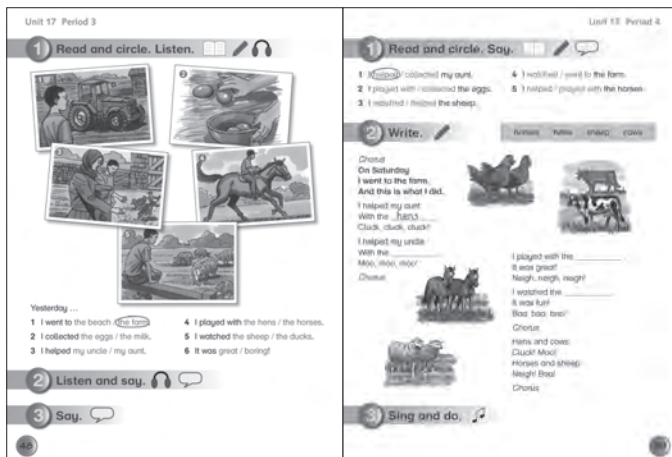 Unit 17 Period 3
1 Read and circle. Listen.
2
Yesterday ...
1 I went to the beach / the farm.
2 I collected the eggs / the milk.
3 I helped my uncle / my aunt.
4 I played with the hens / the horses.
5 I watched the sheep / the ducks.
6 It was great / boring!
2 Listen and say.
3 Say.
48
Period 4
1 Read and circle. Say.
1 I helped / collected my aunt.
2 I played with / collected the eggs.
3 I watched / helped the sheep.
4 I watched / went to the farm.
5 I helped / played with the horses.
2 Write.
horses hens sheep cows
Chorus
On Saturday
I went to the farm.
And this is what I did.
I helped my aunt
With the hens
Cluck, cluck, cluck!
I helped my uncle
With the
Moo, moo, moo!
Chorus
I played with the
It was great!
Neigh, neigh, neigh!
I watched the
It was fun!
Baa, baa, baa!
Chorus
Hens and cows
Cluck! Moo!
Horses and sheep
Neigh! Baa!
Chorus
3 Sing and do.